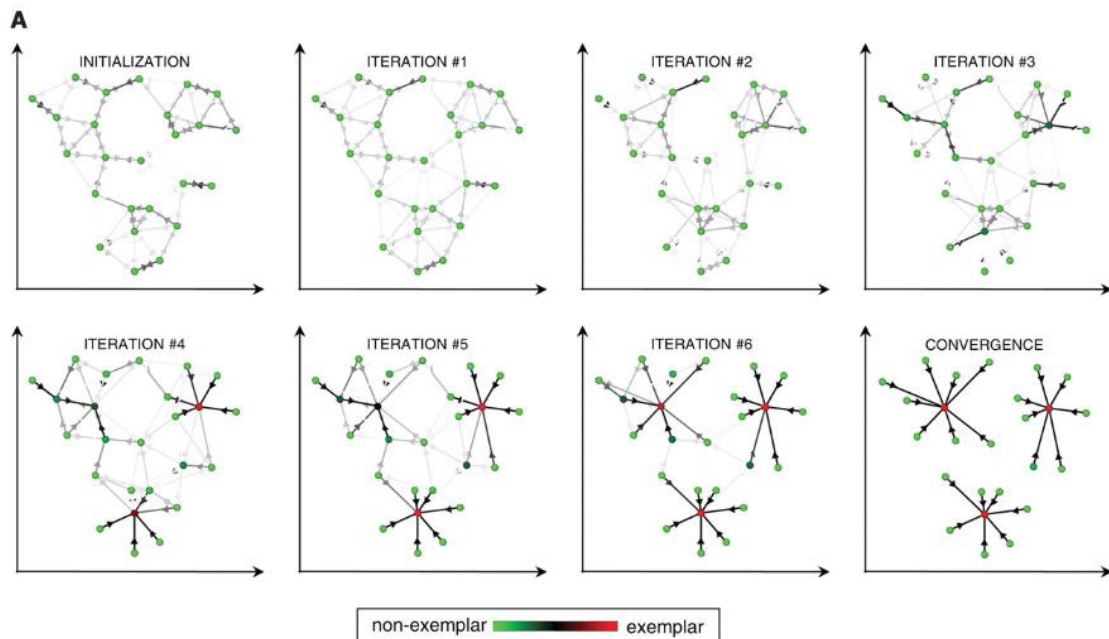 A
INITIALIZATION
ITERATION #1
ITERATION #2
ITERATION #3
ITERATION #4
ITERATION #5
ITERATION #6
CONVERGENCE
non-exemplar
exemplar